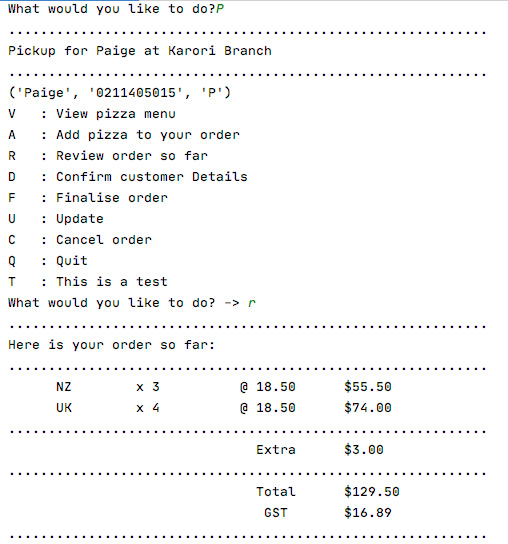 What would you like to do?P
............................................................
Pickup for Paige at Karori Branch
............................................................
('Paige', '0211405015', 'P')
V   : View pizza menu
A   : Add pizza to your order
R   : Review order so far
D   : Confirm customer Details
F   : Finalise order
U   : Update
C   : Cancel order
Q   : Quit
T   : This is a test
What would you like to do? -> r
............................................................
Here is your order so far:
............................................................
NZ        x 3          @ 18.50      $55.50
UK        x 4          @ 18.50      $74.00
............................................................
Extra      $3.00
............................................................
Total      $129.50
GST       $16.89
............................................................